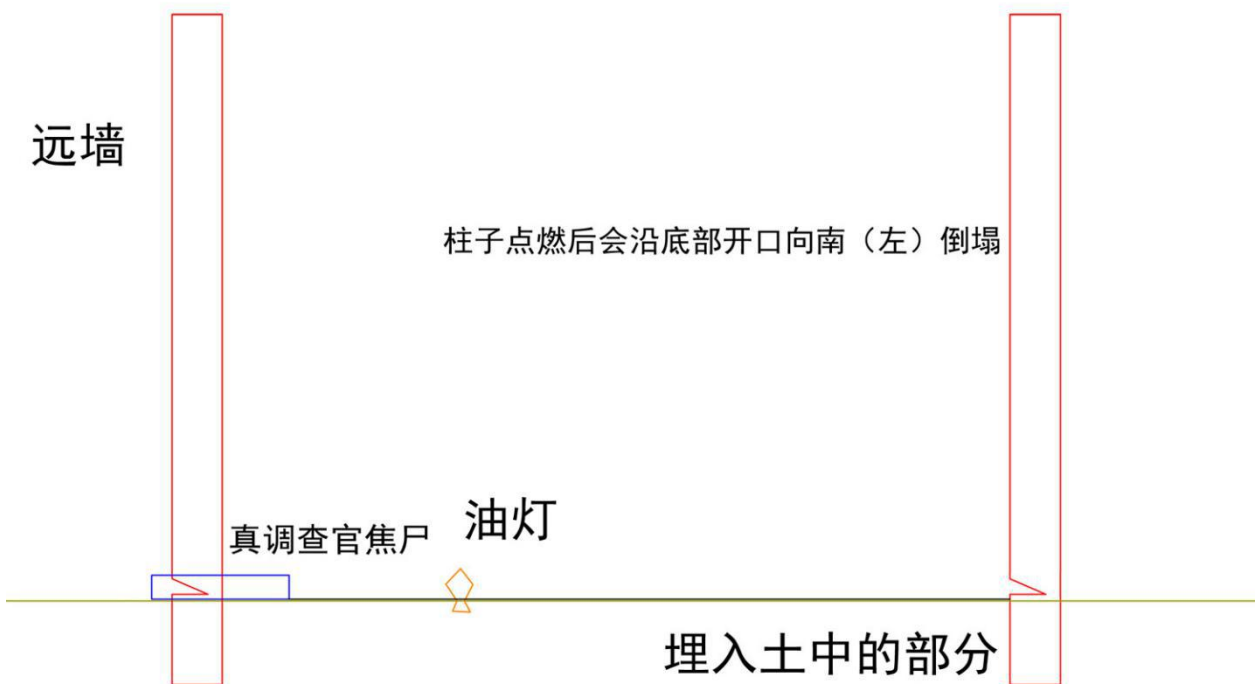 远墙
柱子点燃后会沿底部开口向南（左）倒塌
油灯
真调查官焦尸
埋入土中的部分